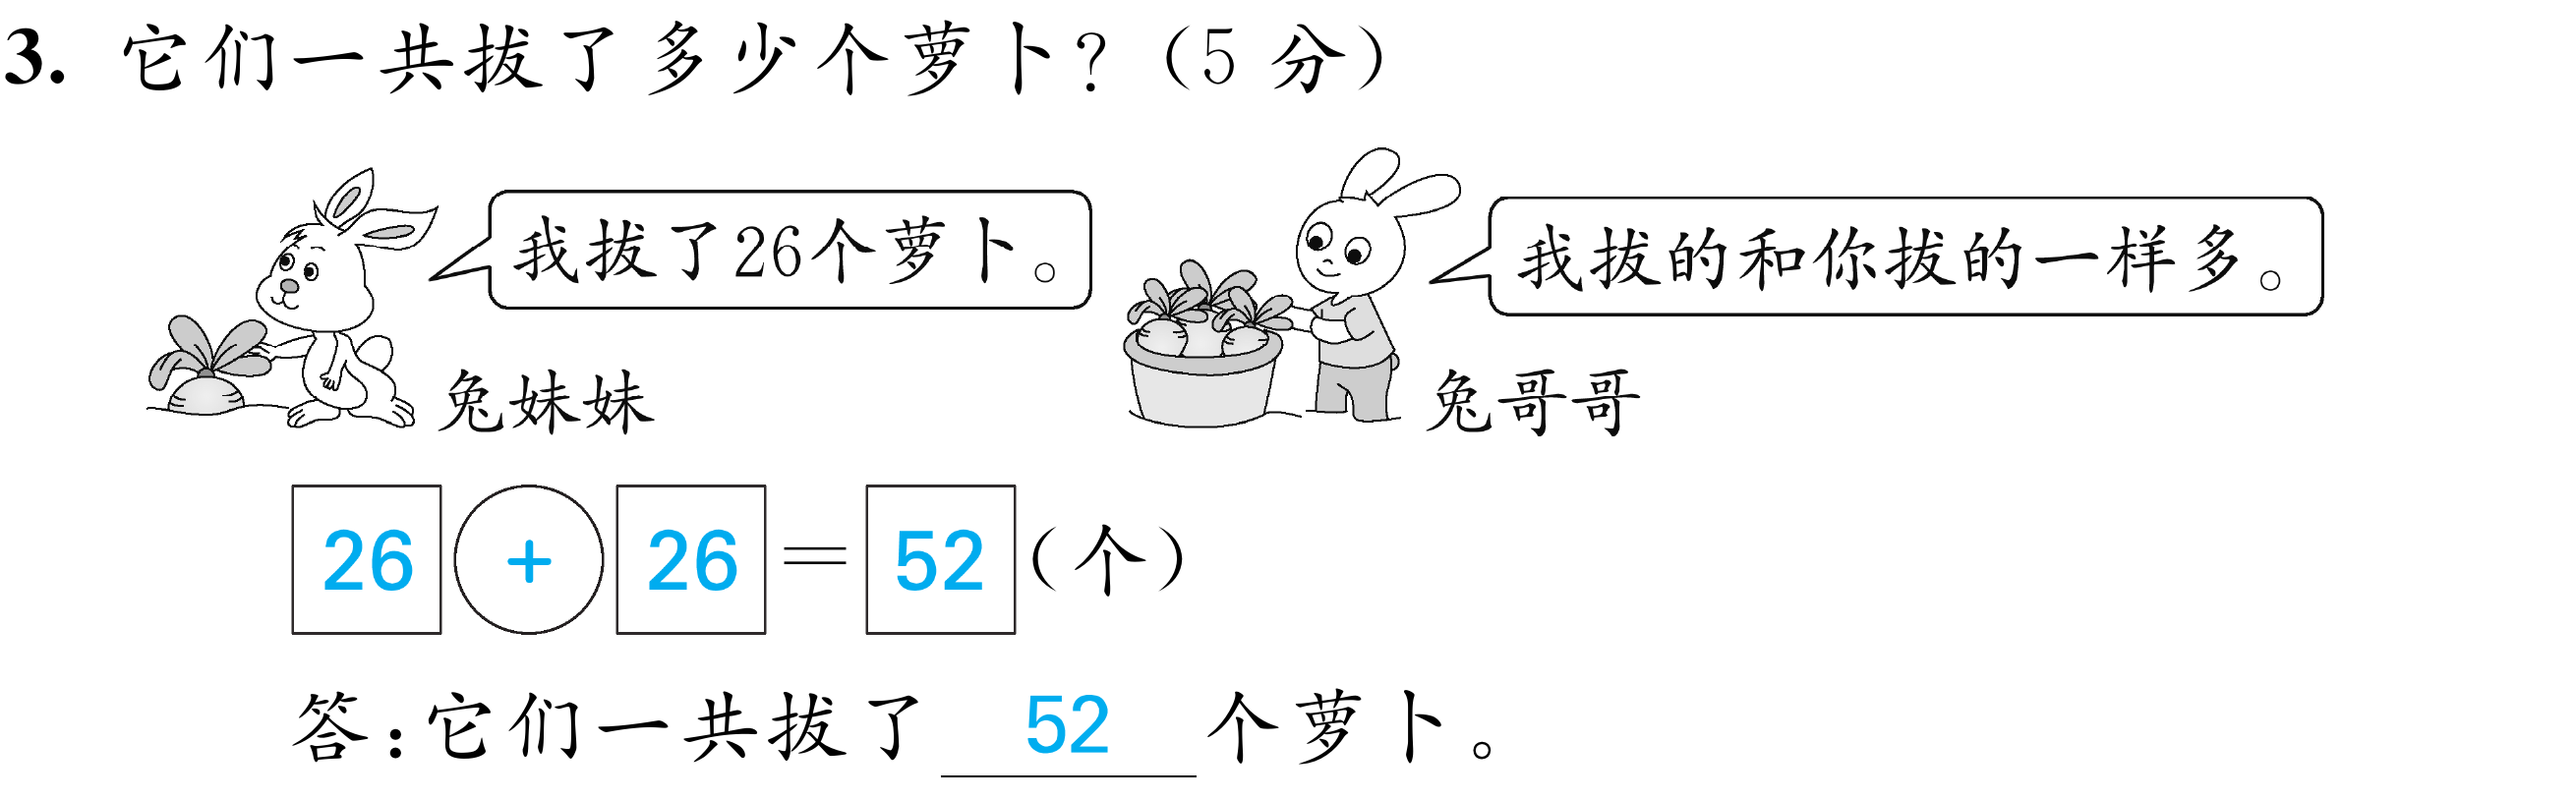 3. 它们一共拔了多少个萝卜？（5 分）
我拔了26个萝卜。
我拔的和你拔的一样多。
兔妹妹
兔哥哥
26 + 26 = 52（个）
答：它们一共拔了 52 个萝卜。